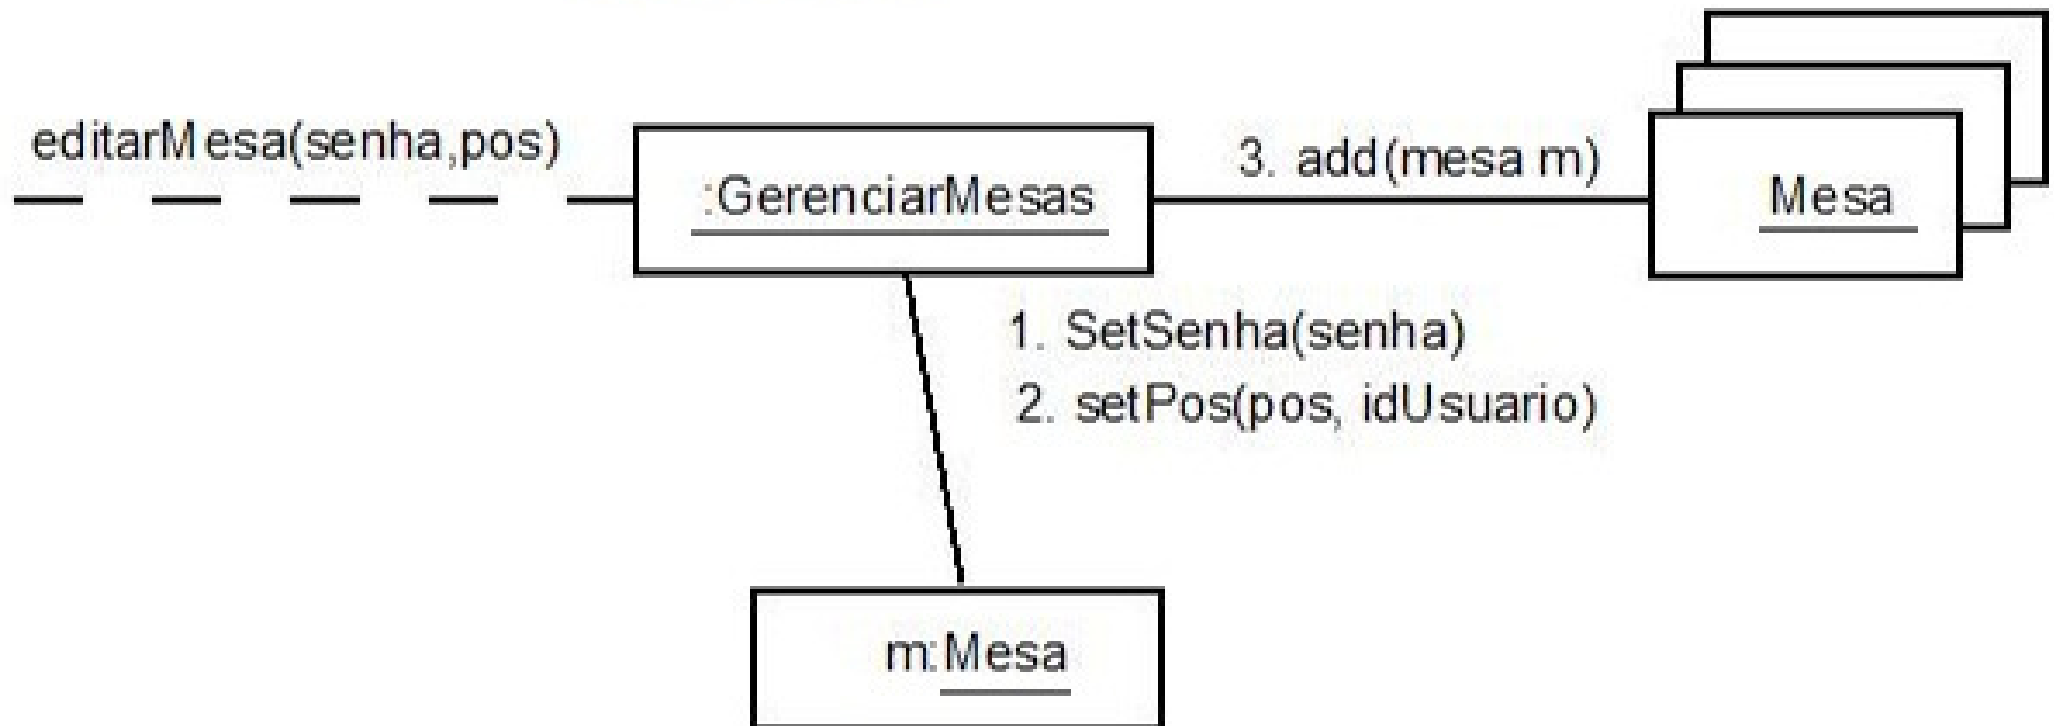 editarMesa(senha,pos)
:GerenciarMesas
3. add(mesa m)
Mesa
1. SetSenha(senha)
2. setPos(pos, idUsuario)
m:Mesa